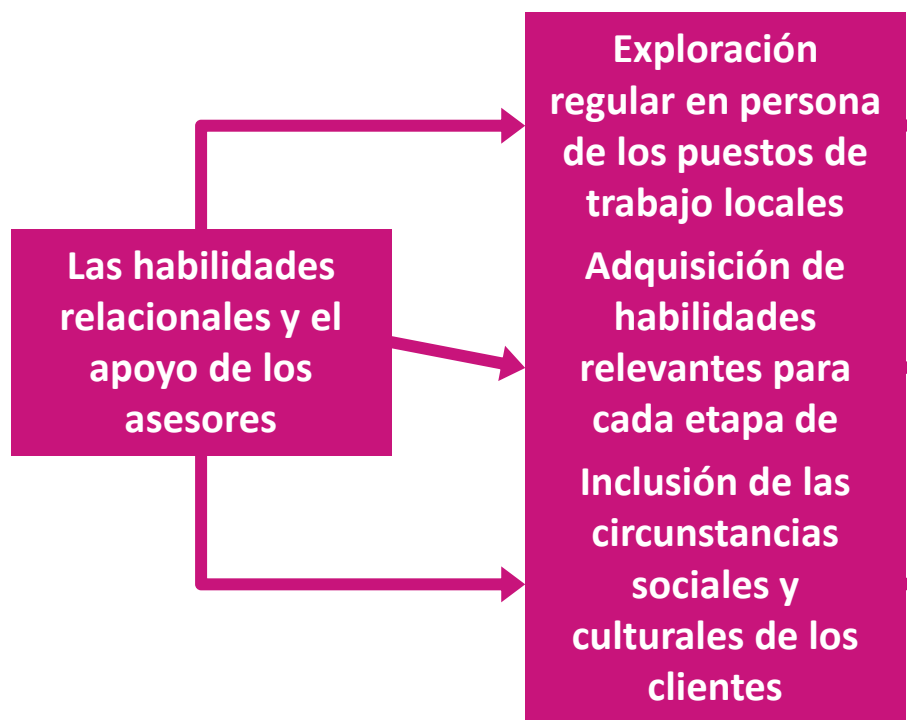 Las habilidades
relacionales y el
apoyo de los
asesores
Exploración
regular en persona
de los puestos de
trabajo locales
Adquisición de
habilidades
relevantes para
cada etapa de
Inclusión de las
circunstancias
sociales y
culturales de los
clientes